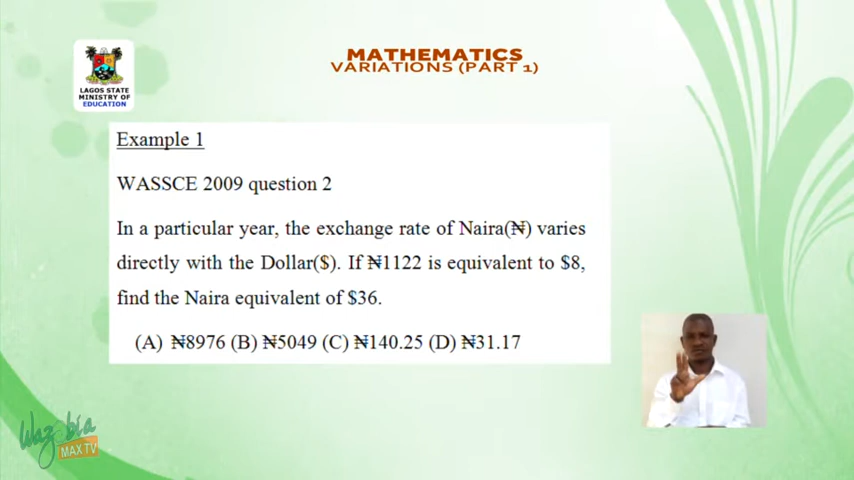 MATHEMATICS
VARIATIONS (PART 1)
LAGOS STATE
MINISTRY OF
EDUCATION
Example 1
WASSCE 2009 question 2
In a particular year, the exchange rate of Naira(₦) varies
directly with the Dollar($). If ₦1122 is equivalent to $8,
find the Naira equivalent of $36.
(A) ₦8976 (B) ₦5049 (C) ₦140.25 (D) ₦31.17
Wazobia
MAX TV